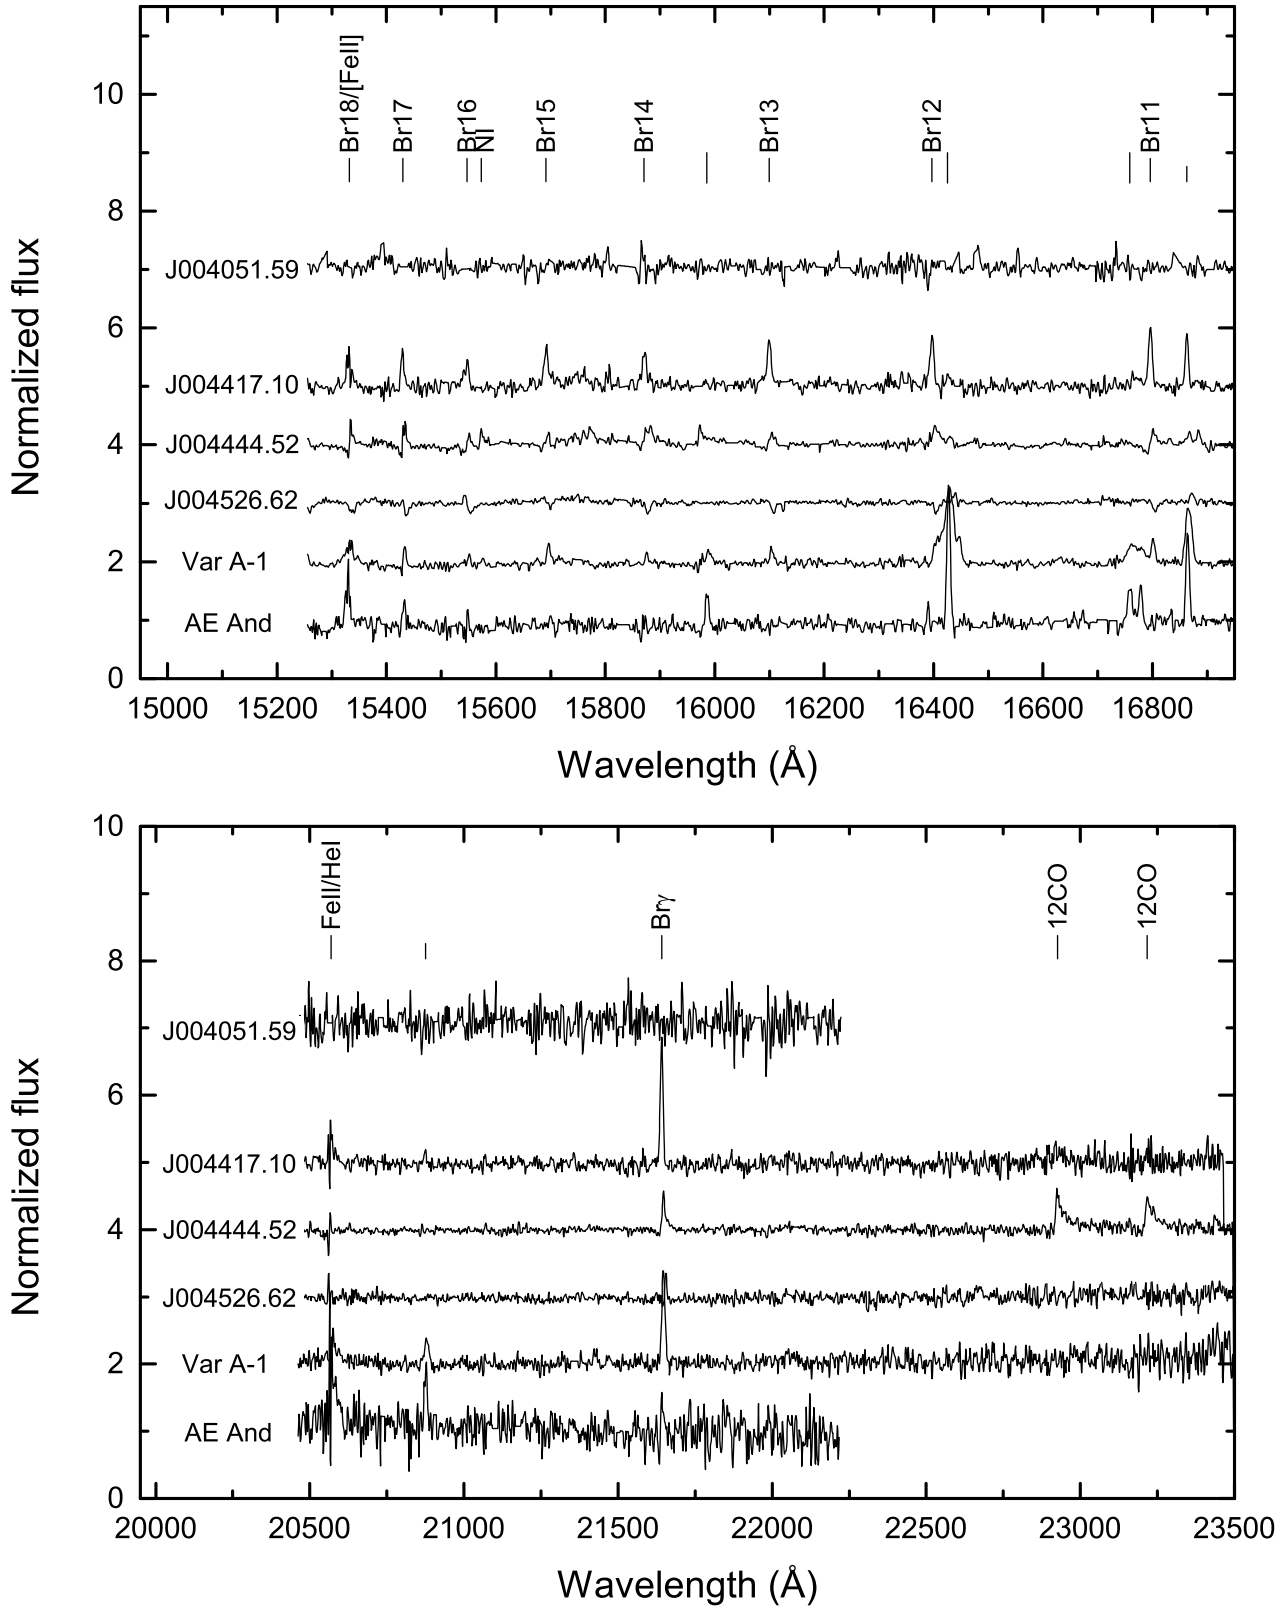 Br18/[FeII]
Br17
Br16
NI
Br15
Br14
Br13
Br12
Br11
10
8
6
4
2
0
Normalized flux
J004051.59
J004417.10
J004444.52
J004526.62
Var A-1
AE And
15000 15200 15400 15600 15800 16000 16200 16400 16600 16800
Wavelength (Å)
FeII/HeI
Brγ
12CO
12CO
10
8
6
4
2
0
Normalized flux
J004051.59
J004417.10
J004444.52
J004526.62
Var A-1
AE And
20000 20500 21000 21500 22000 22500 23000 23500
Wavelength (Å)